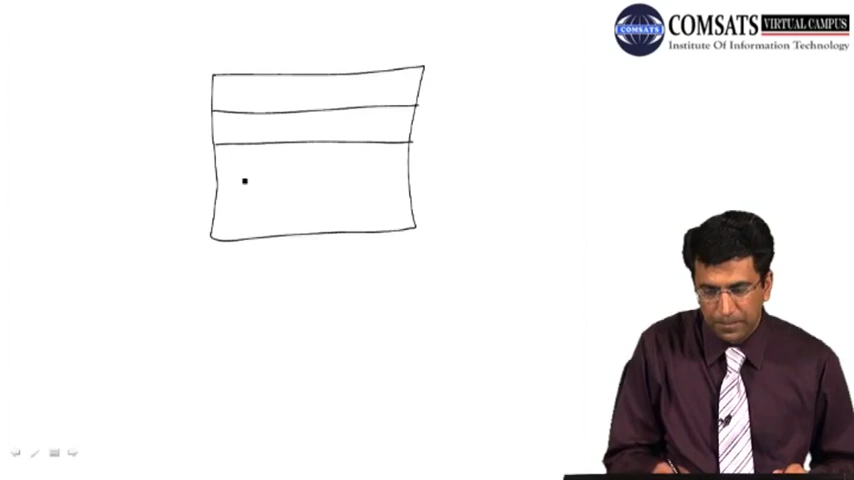 COMSATS VIRTUAL CAMPUS
Institute Of Information Technology
COMSATS